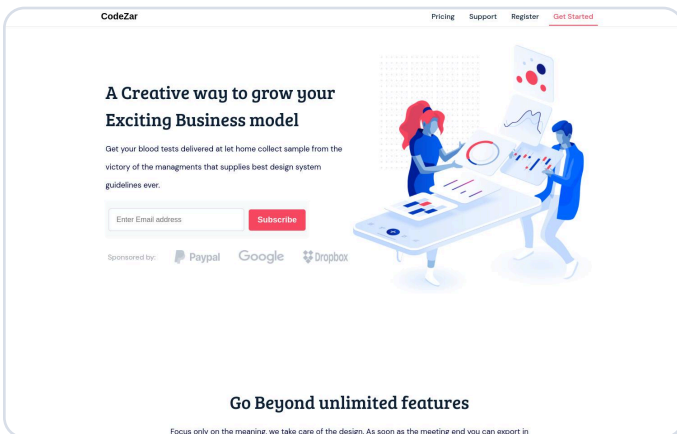 CodeZar
Pricing Support Register Get Started
A Creative way to grow your
Exciting Business model
Get your blood tests delivered at let home collect sample from the
victory of the managments that supplies best design system
guidelines ever.
Enter Email address Subscribe
Sponsored by: Paypal Google Dropbox
Go Beyond unlimited features
Focus only on the meaning, we take care of the design. As soon as the meeting end you can export in